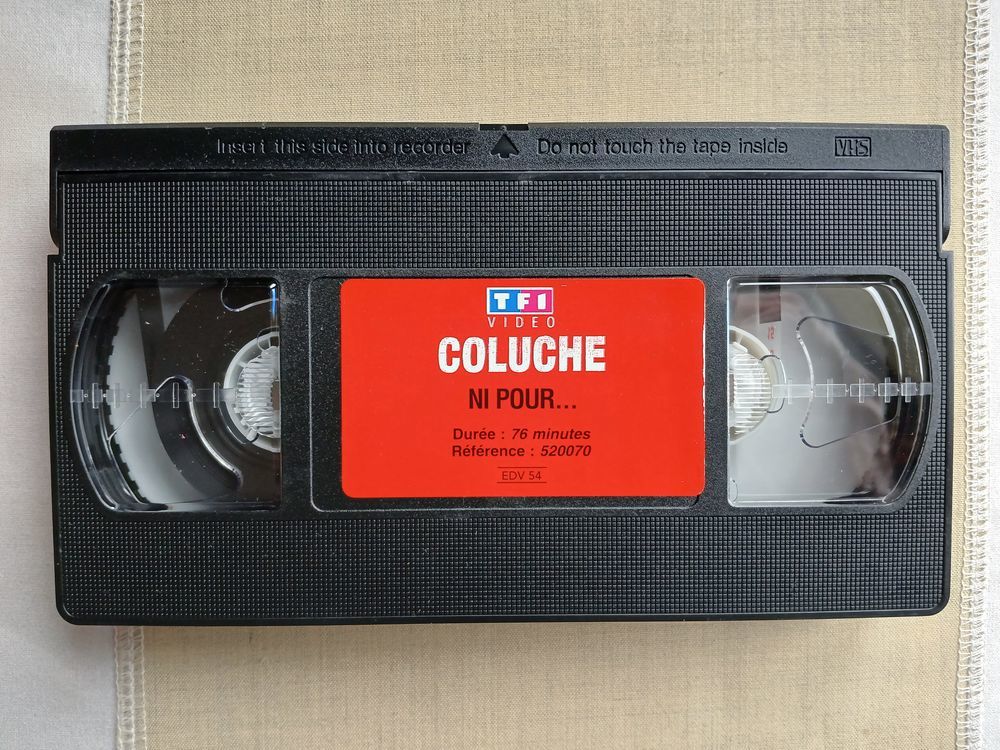 Insert this side into recorder Do not touch the tape inside VHS
TF1
VIDEO
COLUCHE
NI POUR...
Durée : 76 minutes
Référence : 520070
EDV 54